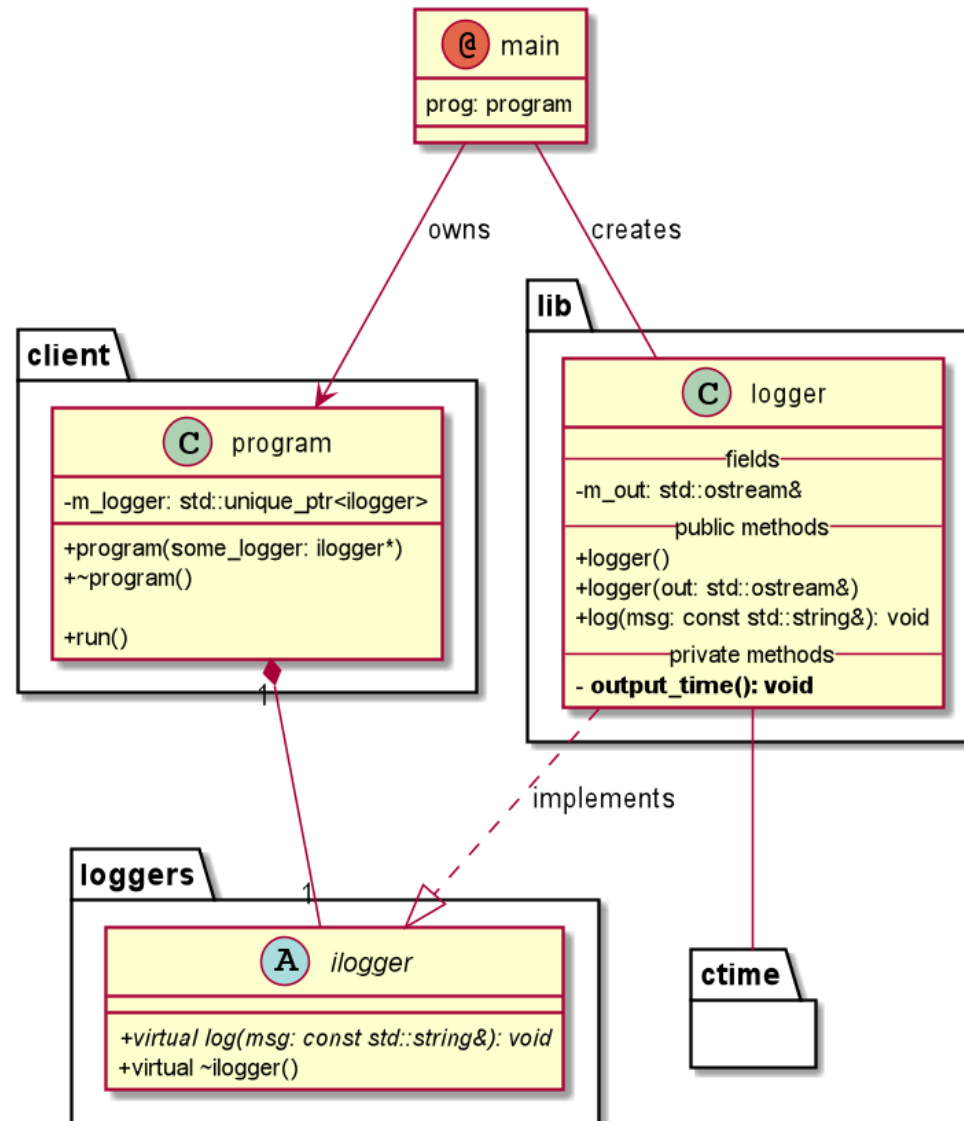 @ main
prog: program
owns
creates
client
C program
-m_logger: std::unique_ptr<ilogger>
+program(some_logger: ilogger*)
+~program()
+run()
1
lib
C logger
fields
-m_out: std::ostream&
public methods
+logger()
+logger(out: std::ostream&)
+log(msg: const std::string&): void
private methods
- output_time(): void
implements
1
loggers
A ilogger
+virtual log(msg: const std::string&): void
+virtual ~ilogger()
ctime